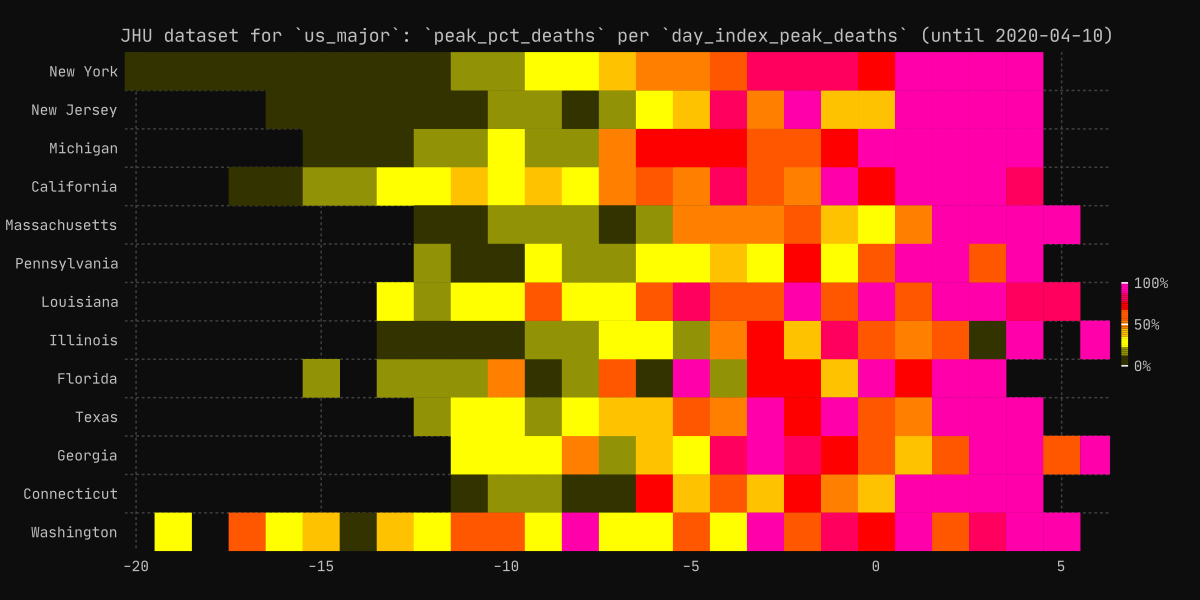 JHU dataset for `us_major`: `peak_pct_deaths` per `day_index_peak_deaths` (until 2020-04-10)
New York
New Jersey
Michigan
California
Massachusetts
Pennsylvania
Louisiana
Illinois
Florida
Texas
Georgia
Connecticut
Washington
100%
50%
0%
−20 −15 −10 −5 0 5